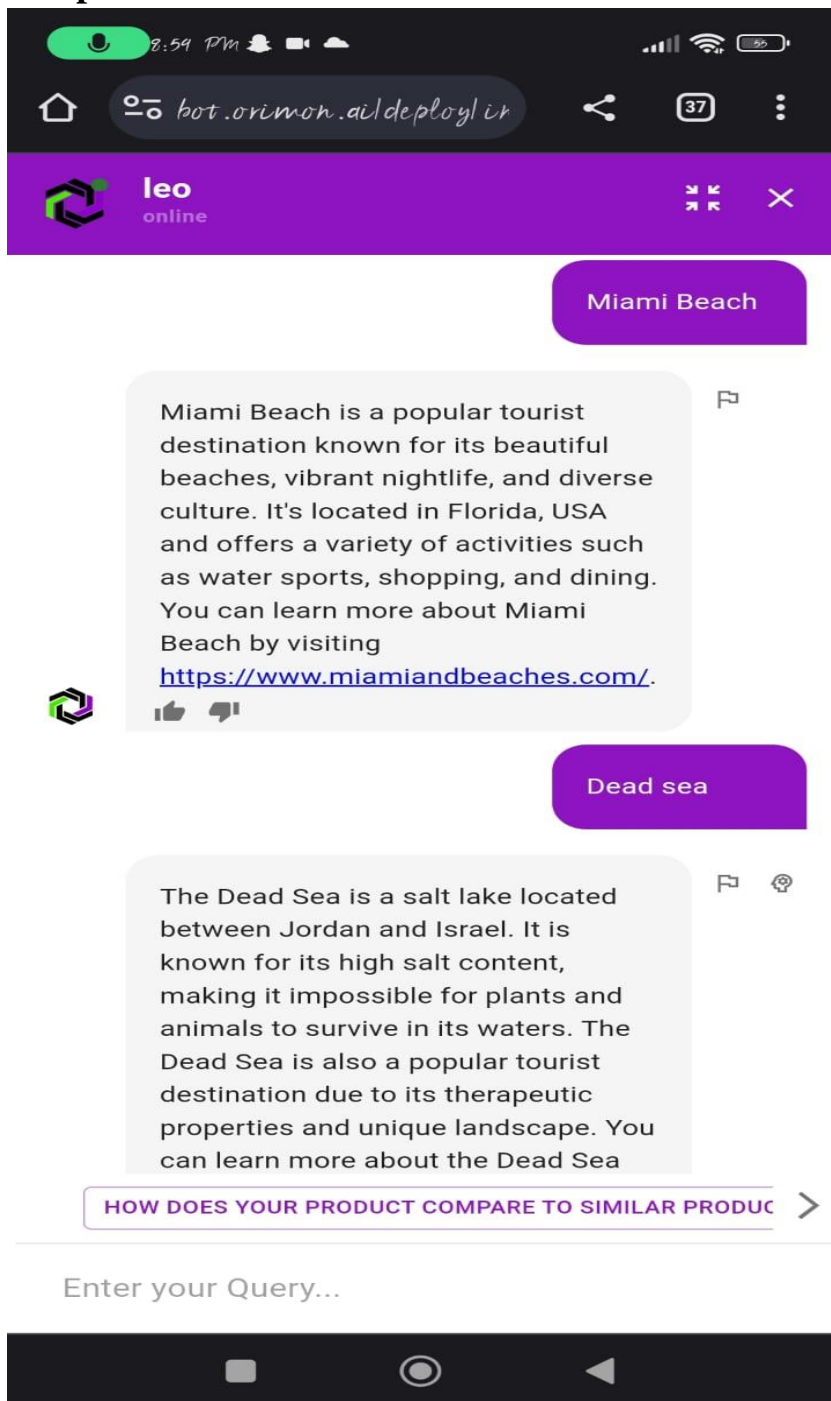 8:59 PM
55
bot.orimon.ai/deploy/in
37
leo
online
Miami Beach
Miami Beach is a popular tourist
destination known for its beautiful
beaches, vibrant nightlife, and diverse
culture. It's located in Florida, USA
and offers a variety of activities such
as water sports, shopping, and dining.
You can learn more about Miami
Beach by visiting
https://www.miamiandbeaches.com/.
Dead sea
The Dead Sea is a salt lake located
between Jordan and Israel. It is
known for its high salt content,
making it impossible for plants and
animals to survive in its waters. The
Dead Sea is also a popular tourist
destination due to its therapeutic
properties and unique landscape. You
can learn more about the Dead Sea
HOW DOES YOUR PRODUCT COMPARE TO SIMILAR PRODUC
Enter your Query...